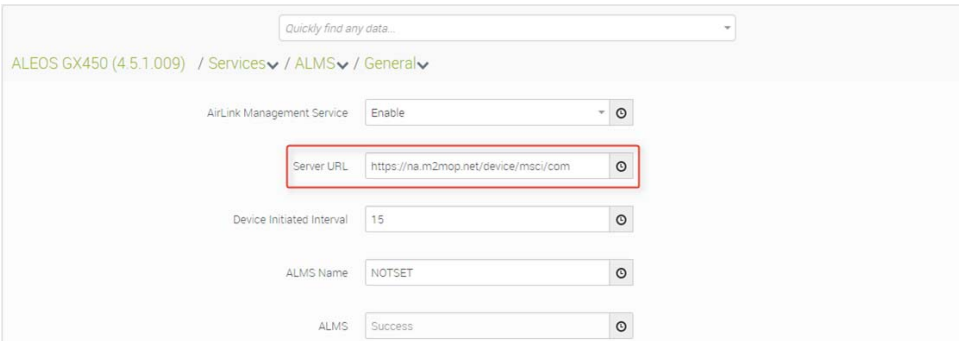 Quickly find any data...
ALEOS GX450 (4.5.1.009) / Services / ALMS / General
AirLink Management Service Enable
Server URL https://na.m2mop.net/device/msci/com
Device Initiated Interval 15
ALMS Name NOTSET
ALMS Success